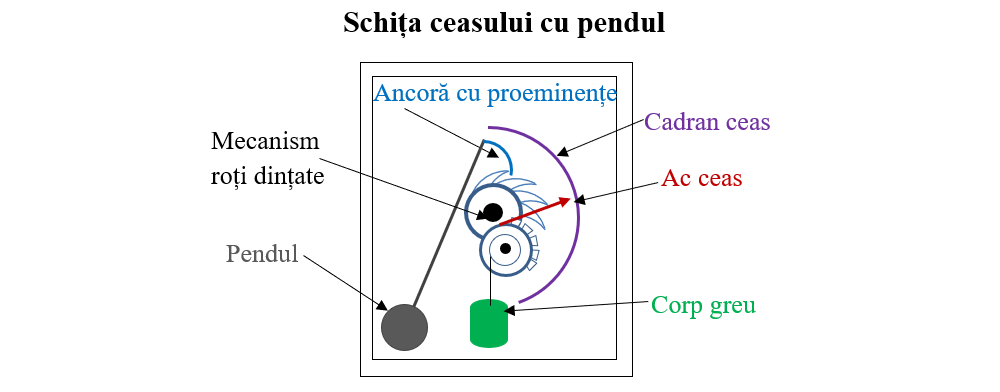 Schița ceasului cu pendul
Ancoră cu proeminențe
Cadran ceas
Mecanism
roți dințate
Ac ceas
Pendul
Corp greu